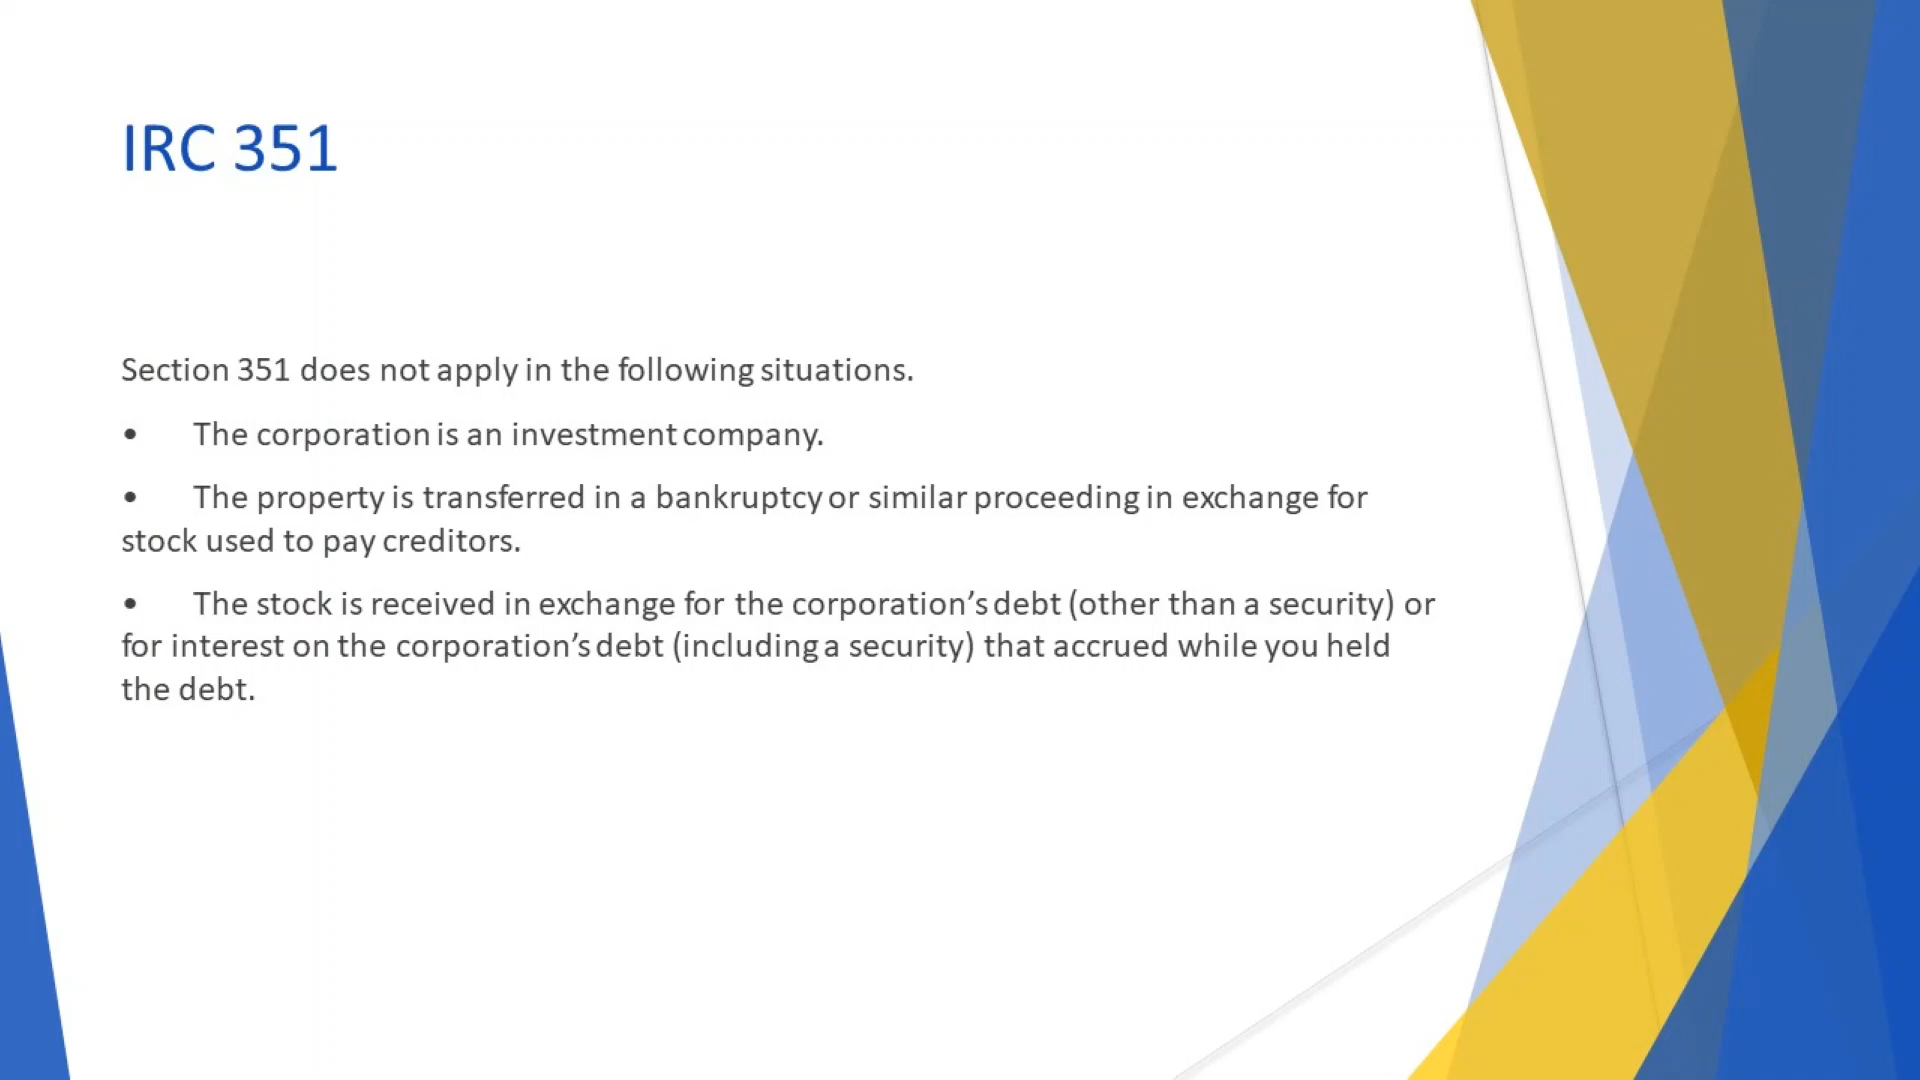 IRC 351
Section 351 does not apply in the following situations.
• The corporation is an investment company.
• The property is transferred in a bankruptcy or similar proceeding in exchange for
stock used to pay creditors.
• The stock is received in exchange for the corporation’s debt (other than a security) or
for interest on the corporation’s debt (including a security) that accrued while you held
the debt.